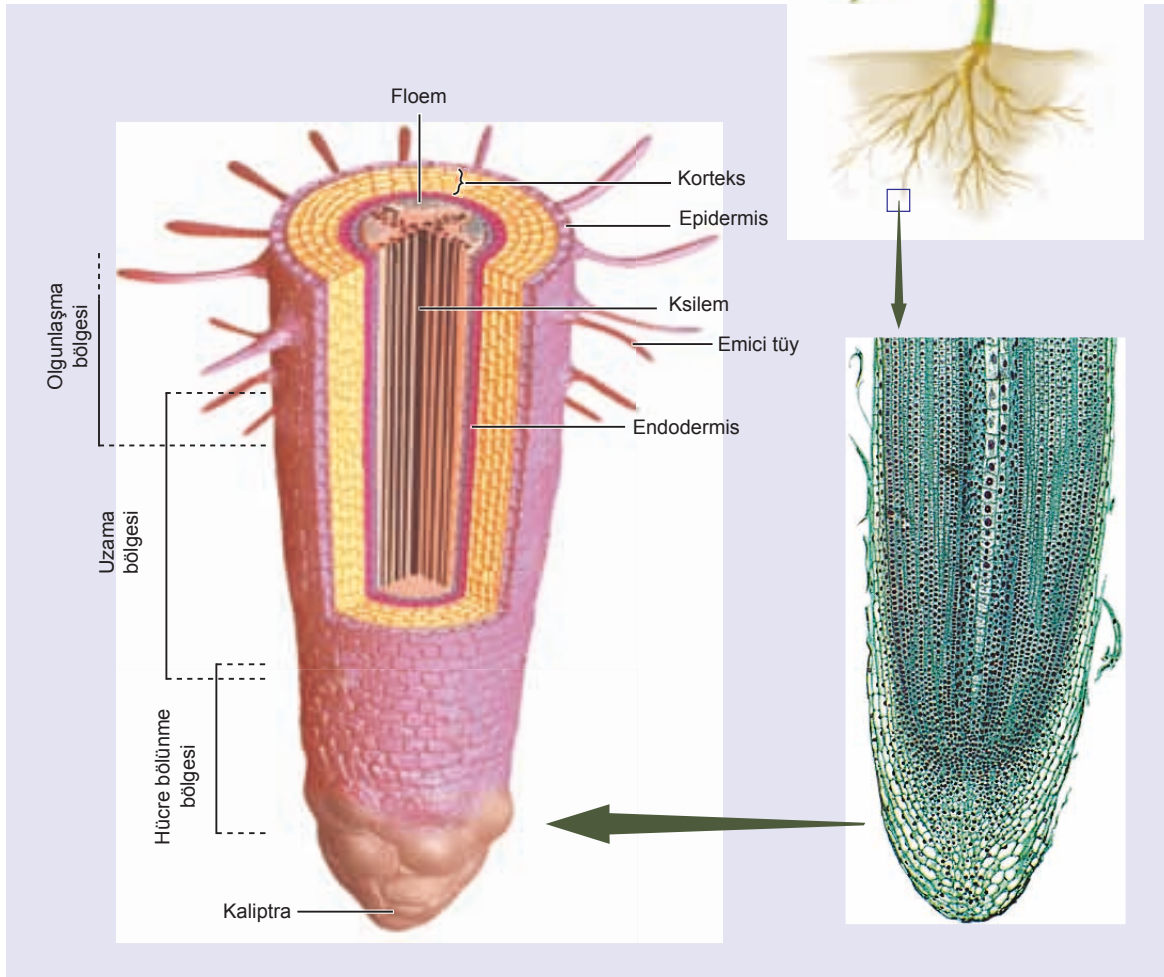 Floem
Korteks
Epidermis
Ksilem
Emici tüy
Endodermis
Olgunlaşma
bölgesi
Uzama
bölgesi
Hücre bölünme
bölgesi
Kaliptra